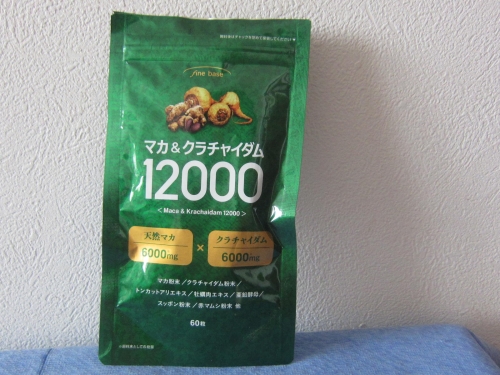 fine base
マカ&クラチャイダム
12000
< Maca & Krachaidam 12000 >
天然マカ
6000mg
×
クラチャイダム
6000mg
マカ粉末／クラチャイダム粉末／
トンカットアリエキス／牡蠣肉エキス／亜鉛酵母／
スッポン粉末／赤マムシ粉末 他
60粒